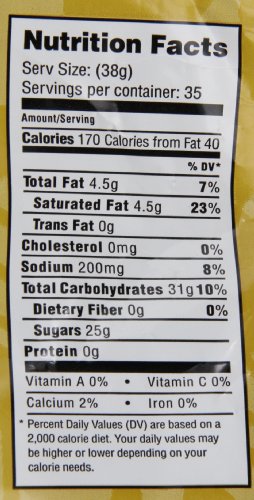 Nutrition Facts
Serv Size: (38g)
Servings per container: 35
Amount/Serving
Calories 170 Calories from Fat 40
% DV*
Total Fat 4.5g 7%
Saturated Fat 4.5g 23%
Trans Fat 0g
Cholesterol 0mg 0%
Sodium 200mg 8%
Total Carbohydrates 31g 10%
Dietary Fiber 0g 0%
Sugars 25g
Protein 0g
Vitamin A 0% • Vitamin C 0%
Calcium 2% • Iron 0%
* Percent Daily Values (DV) are based on a
2,000 calorie diet. Your daily values may
be higher or lower depending on your
calorie needs.